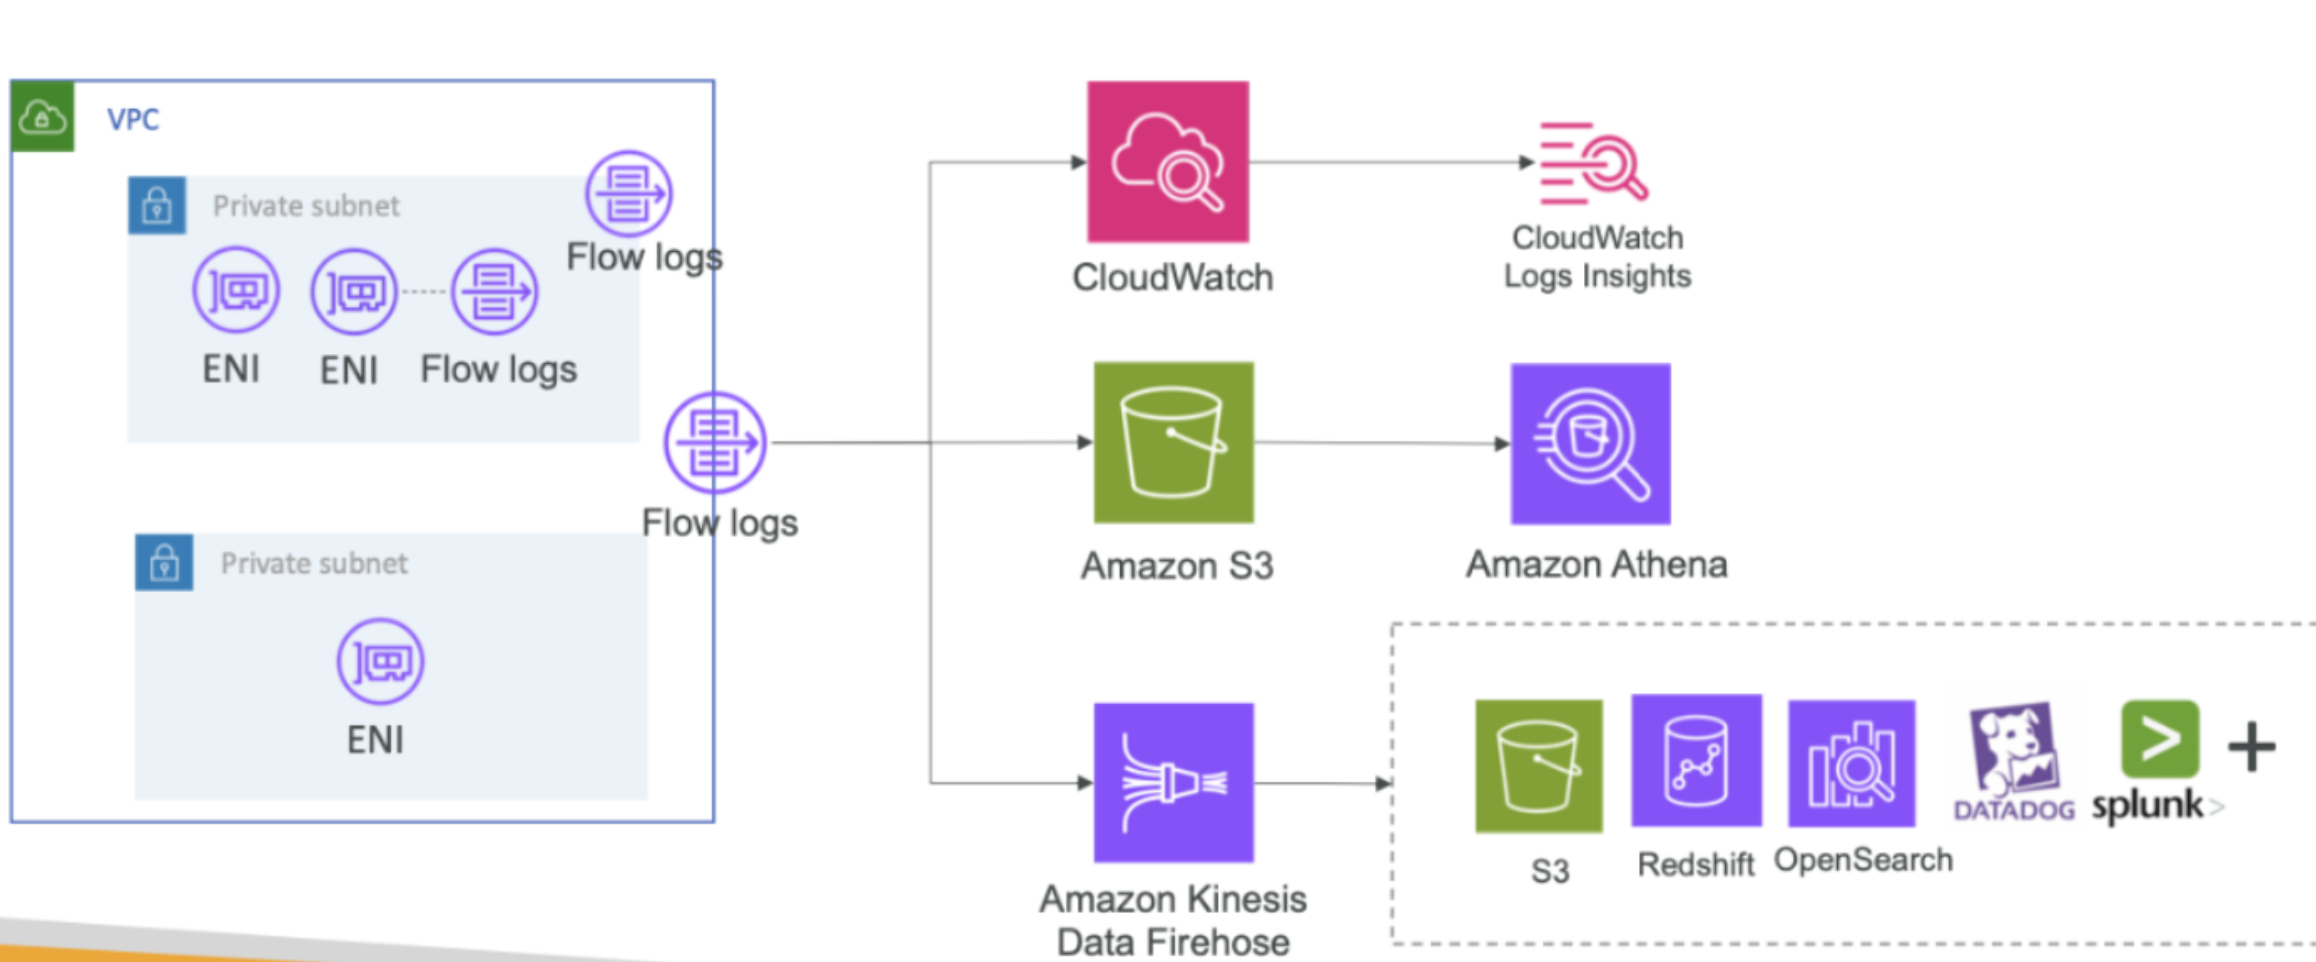 VPC
Private subnet
Flow logs
ENI
ENI
Flow logs
Flow logs
Private subnet
ENI
CloudWatch
CloudWatch
Logs Insights
Amazon S3
Amazon Athena
Amazon Kinesis
Data Firehose
S3
Redshift
OpenSearch
DATADOG
splunk>